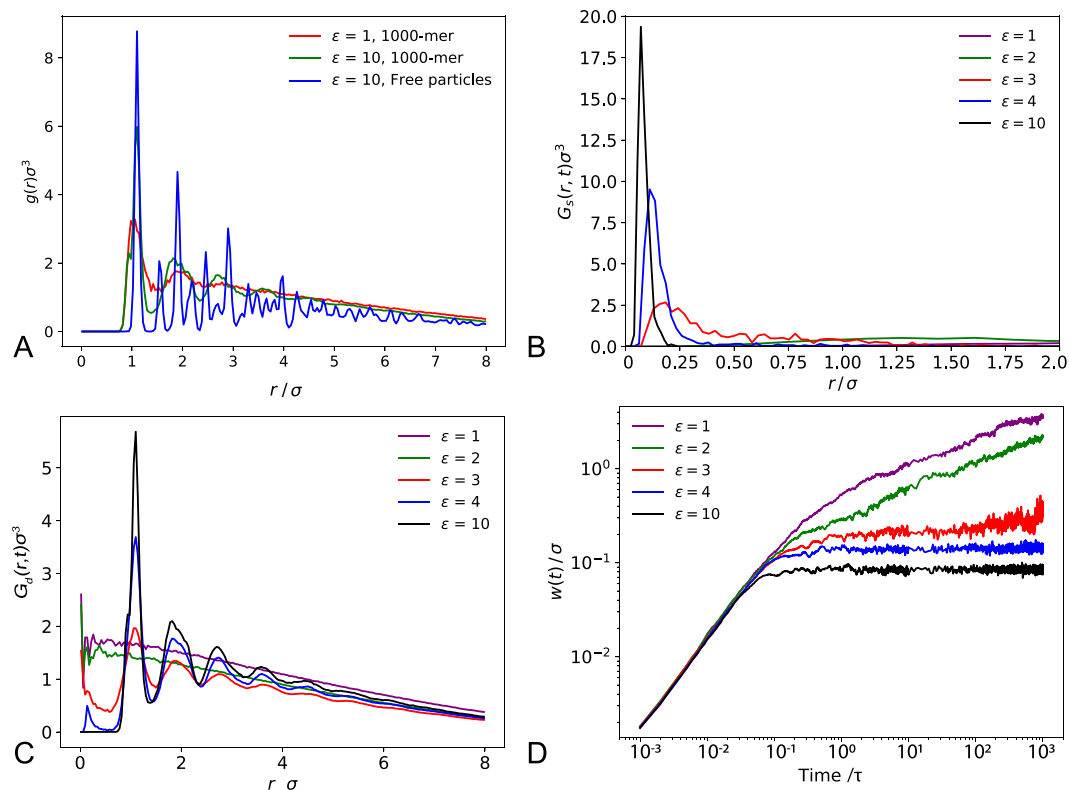 8
6
4
2
0
g(r)σ³
ε = 1, 1000-mer
ε = 10, 1000-mer
ε = 10, Free particles
0 1 2 3 4 5 6 7 8
r / σ
A
20.0
17.5
15.0
12.5
10.0
7.5
5.0
2.5
0.0
Gₛ(r, t)σ³
ε = 1
ε = 2
ε = 3
ε = 4
ε = 10
0 0.25 0.50 0.75 1.00 1.25 1.50 1.75 2.0
r / σ
B
5
4
3
2
1
0
G_d(r,t)σ³
ε = 1
ε = 2
ε = 3
ε = 4
ε = 10
0 2 4 6 8
r σ
C
10⁰
10⁻¹
10⁻²
w(t)/ σ
ε = 1
ε = 2
ε = 3
ε = 4
ε = 10
10⁻³ 10⁻² 10⁻¹ 10⁰ 10¹ 10² 10³
Time /τ
D